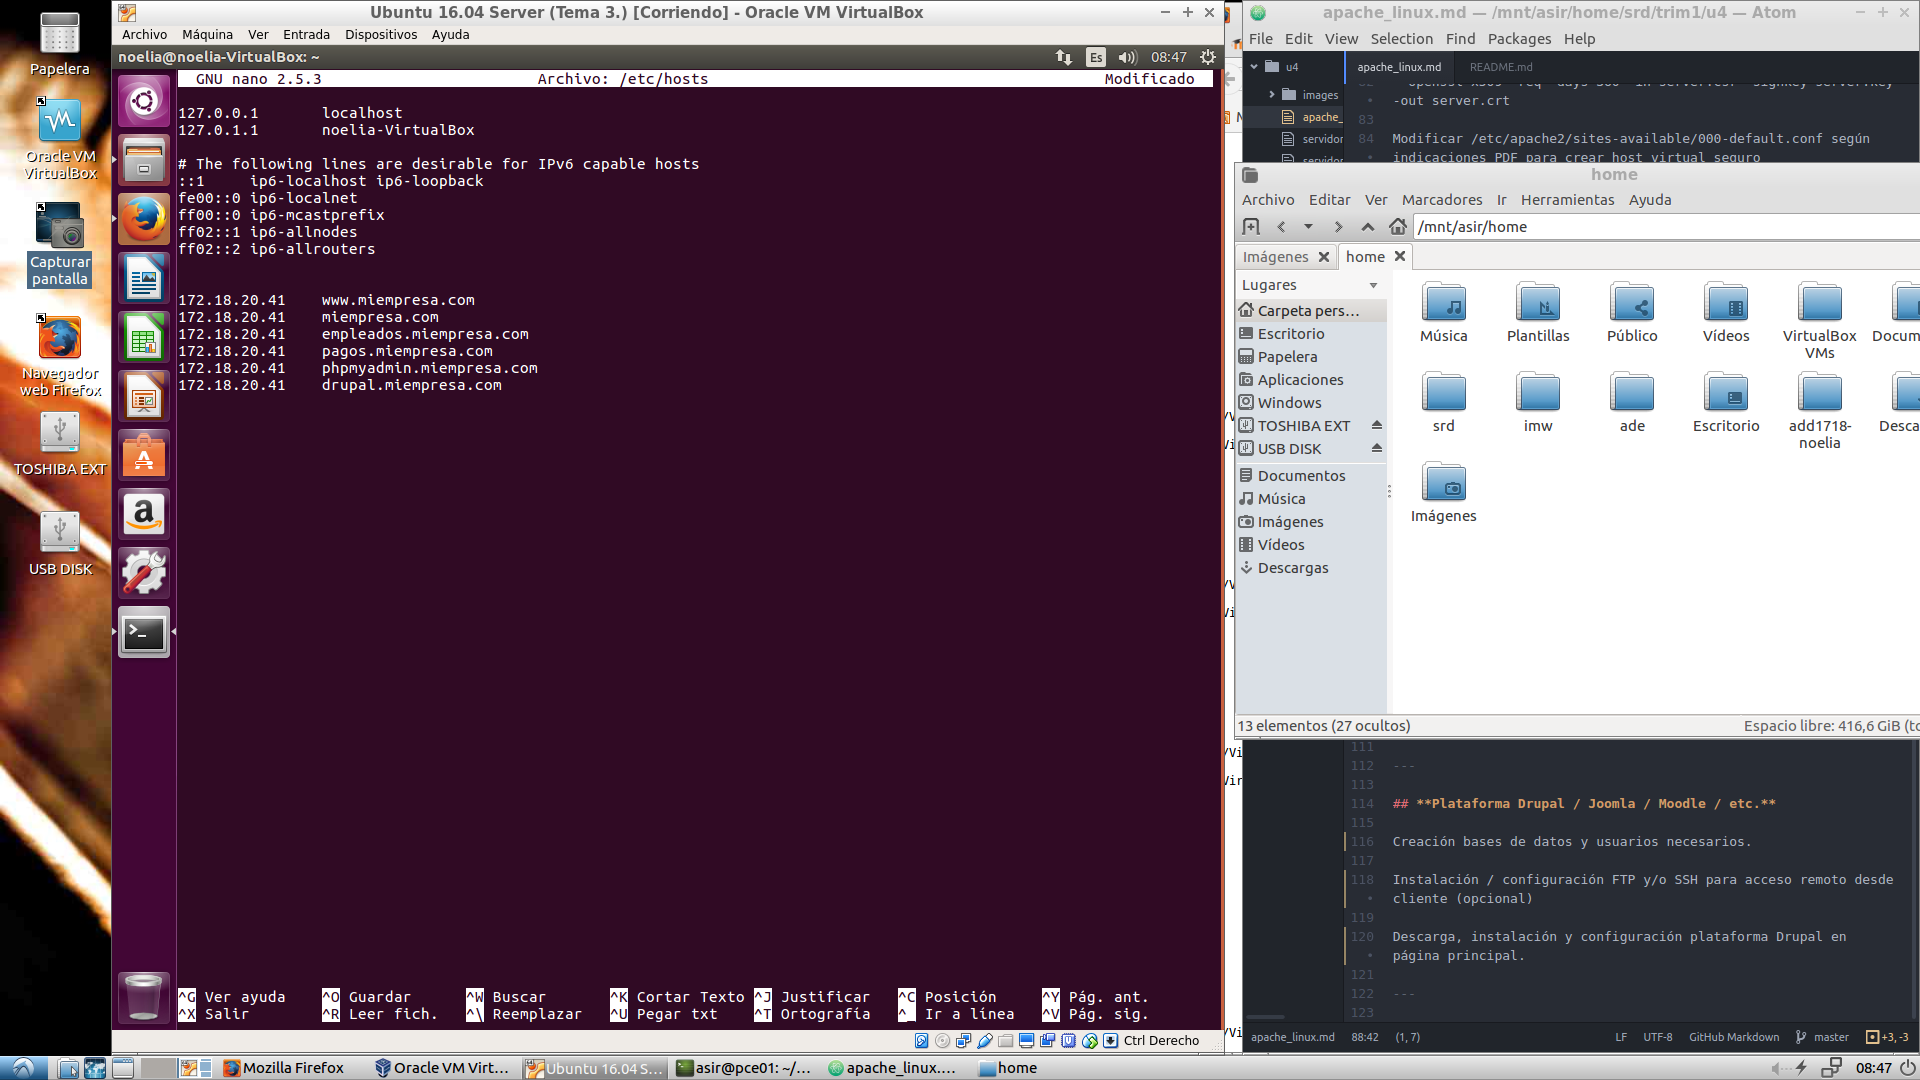 Papelera
Oracle VM
VirtualBox
Capturar
pantalla
Navegador
web Firefox
TOSHIBA EXT
USB DISK
Ubuntu 16.04 Server (Tema 3.) [Corriendo] - Oracle VM VirtualBox
Archivo Máquina Ver Entrada Dispositivos Ayuda
noelia@noelia-VirtualBox: ~
Es
08:47
GNU nano 2.5.3 Archivo: /etc/hosts Modificado
127.0.0.1 localhost
127.0.1.1 noelia-VirtualBox
# The following lines are desirable for IPv6 capable hosts
::1 ip6-localhost ip6-loopback
fe00::0 ip6-localnet
ff00::0 ip6-mcastprefix
ff02::1 ip6-allnodes
ff02::2 ip6-allrouters
172.18.20.41 www.miempresa.com
172.18.20.41 miempresa.com
172.18.20.41 empleados.miempresa.com
172.18.20.41 pagos.miempresa.com
172.18.20.41 phpmyadmin.miempresa.com
172.18.20.41 drupal.miempresa.com
^G Ver ayuda ^O Guardar ^W Buscar ^K Cortar Texto ^J Justificar ^C Posición ^Y Pág. ant.
^X Salir ^R Leer fich. ^\ Reemplazar ^U Pegar txt ^T Ortografía ^_ Ir a línea ^V Pág. sig.
Ctrl Derecho
apache_linux.md — /mnt/asir/home/srd/trim1/u4 — Atom
File Edit View Selection Find Packages Help
u4
images
apache_
servidor
apache_linux.md README.md
-out server.crt
83
84 Modificar /etc/apache2/sites-available/000-default.conf según
indicaciones PDF para crear host virtual seguro
home
Archivo Editar Ver Marcadores Ir Herramientas Ayuda
/mnt/asir/home
Imágenes home
Lugares
Carpeta pers...
Escritorio
Papelera
Aplicaciones
Windows
TOSHIBA EXT
USB DISK
Documentos
Música
Imágenes
Vídeos
Descargas
Música Plantillas Público Vídeos VirtualBox VMs Docum
srd imw ade Escritorio add1718-noelia Desca
Imágenes
13 elementos (27 ocultos)
Espacio libre: 416,6 GiB (to
111
112 ---
113
114 ## **Plataforma Drupal / Joomla / Moodle / etc.**
115
116 Creación bases de datos y usuarios necesarios.
117
118 Instalación / configuración FTP y/o SSH para acceso remoto desde
cliente (opcional)
119
120 Descarga, instalación y configuración plataforma Drupal en
página principal.
121
122 ---
123
apache_linux.md 88:42 (1, 7) LF UTF-8 GitHub Markdown master +3, -3
Mozilla Firefox Oracle VM Virt... Ubuntu 16.04 S... asir@pce01: ~/... apache_linux.... home 08:47